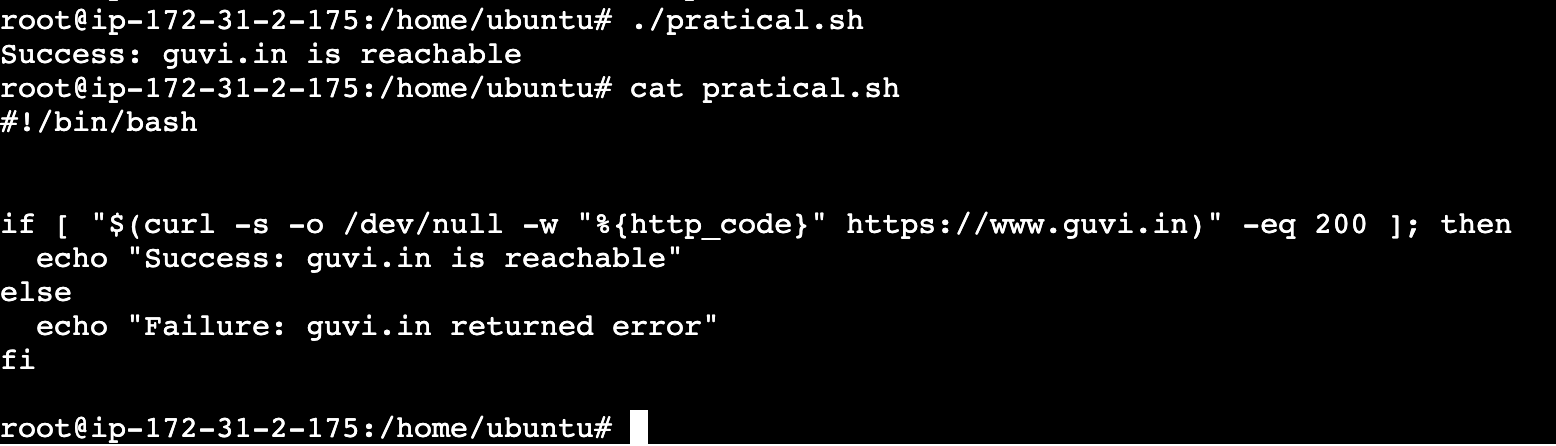 root@ip-172-31-2-175:/home/ubuntu# ./pratical.sh
Success: guvi.in is reachable
root@ip-172-31-2-175:/home/ubuntu# cat pratical.sh
#!/bin/bash
if [ "$(curl -s -o /dev/null -w "%{http_code}" https://www.guvi.in)" -eq 200 ]; then
  echo "Success: guvi.in is reachable"
else
  echo "Failure: guvi.in returned error"
fi
root@ip-172-31-2-175:/home/ubuntu#